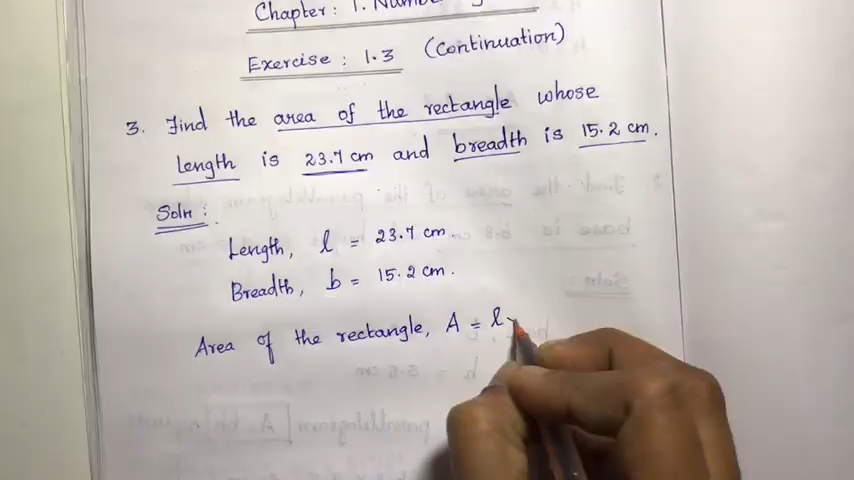 Chapter: 1. Number
Exercise: 1.3 (Continuation)
3. Find the area of the rectangle whose
length is 23.7 cm and breadth is 15.2 cm.
Soln:
Length, l = 23.7 cm.
Breadth, b = 15.2 cm.
Area of the rectangle, A = l